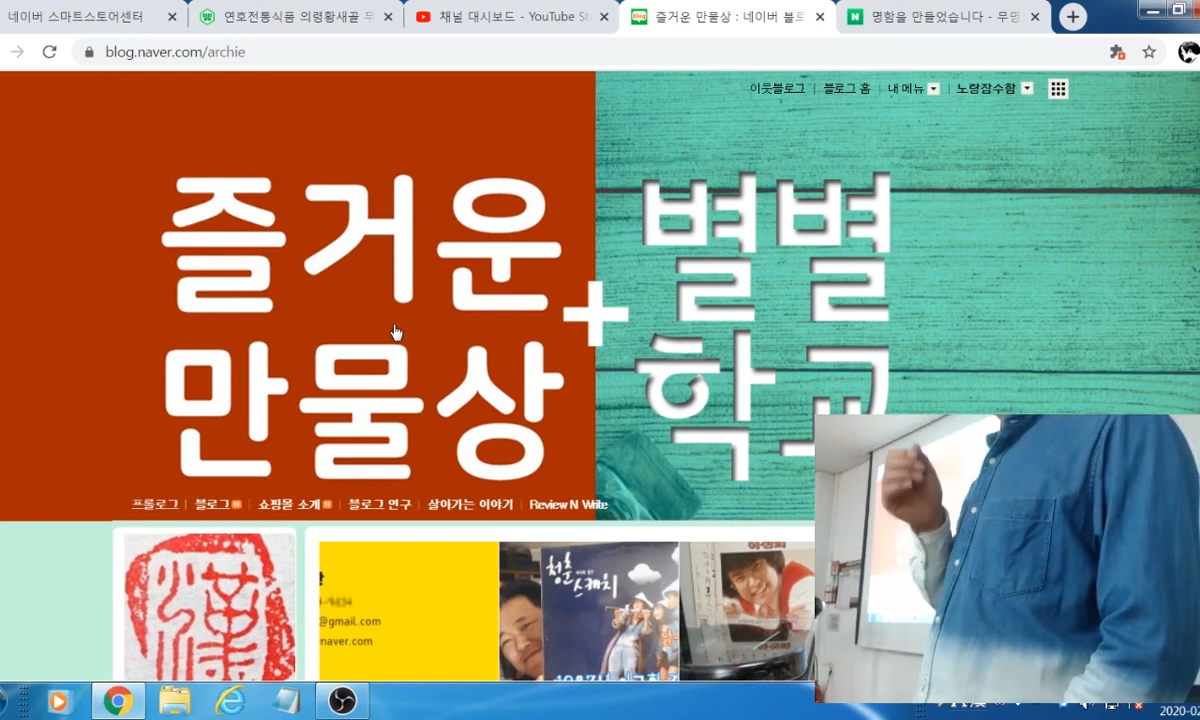 네이버 스마트스토어센터
연호전통식품 의령황새골
채널 대시보드 - YouTube
즐거운 만물상 : 네이버 블로
명함을 만들었습니다 - 무명
blog.naver.com/archie
이웃블로그 | 블로그 홈 | 내 메뉴 | 노랑잠수함
즐거운 + 별별
만물상 학교
프롤로그 | 블로그 | 쇼핑몰 소개 | 블로그 연구 | 살아가는 이야기 | Review N Write
청춘
스케치
@gmail.com
naver.com